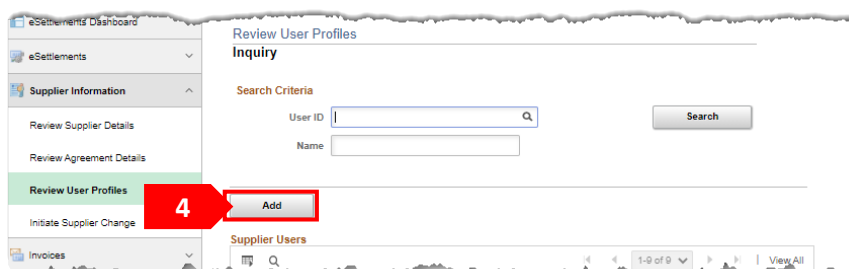 eSettlements Dashboard
Review User Profiles
eSettlements
Inquiry
Supplier Information
Search Criteria
User ID
Search
Review Supplier Details
Name
Review Agreement Details
Review User Profiles
4
Add
Initiate Supplier Change
Supplier Users
Invoices
1-9 of 9
View All